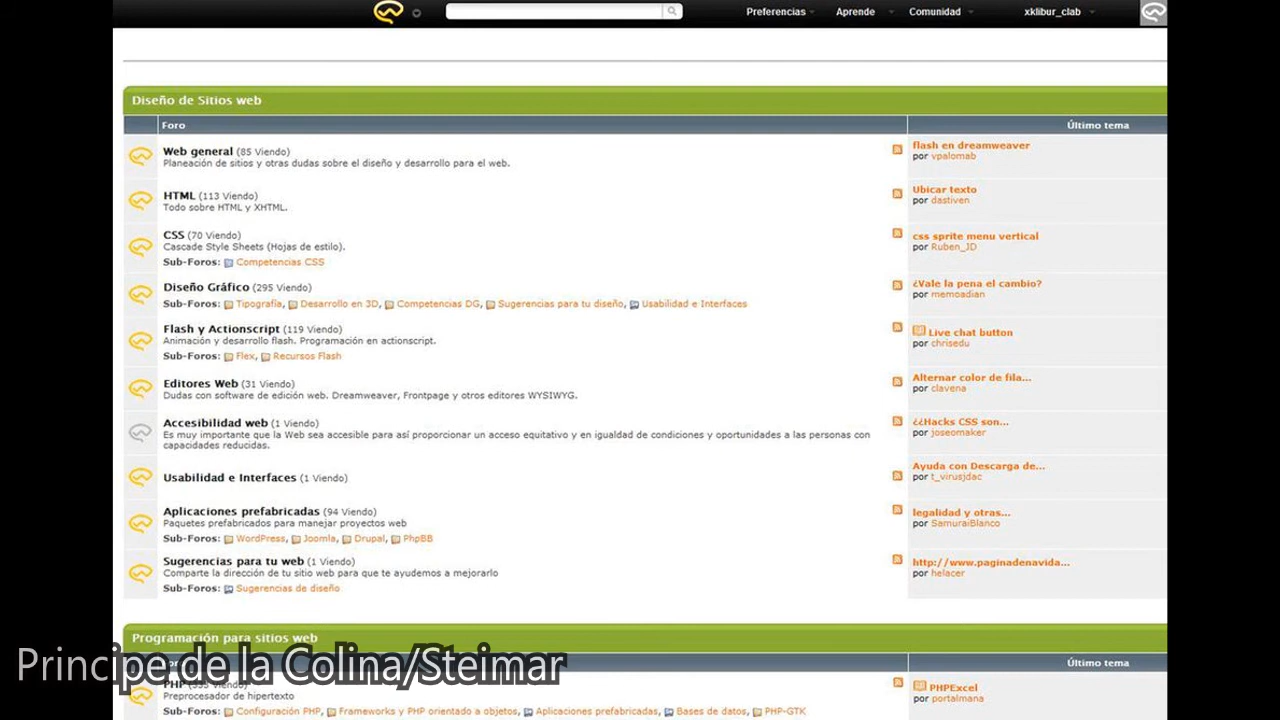 Preferencias Aprende Comunidad xklibur_clab
Diseño de Sitios web
Foro Último tema
Web general (85 Viendo)
Planeación de sitios y otras dudas sobre el diseño y desarrollo para el web.
flash en dreamweaver
por vpalomab
HTML (113 Viendo)
Todo sobre HTML y XHTML.
Ubicar texto
por dastiven
CSS (70 Viendo)
Cascade Style Sheets (Hojas de estilo).
Sub-Foros: Competencias CSS
css sprite menu vertical
por Ruben_JD
Diseño Gráfico (295 Viendo)
Sub-Foros: Tipografía, Desarrollo en 3D, Competencias DG, Sugerencias para tu diseño, Usabilidad e Interfaces
¿Vale la pena el cambio?
por memoadian
Flash y Actionscript (119 Viendo)
Animación y desarrollo flash. Programación en actionscript.
Sub-Foros: Flex, Recursos Flash
Live chat button
por chrisedu
Editores Web (31 Viendo)
Dudas con software de edición web. Dreamweaver, Frontpage y otros editores WYSIWYG.
Alternar color de fila...
por clavena
Accesibilidad web (1 Viendo)
Es muy importante que la Web sea accesible para así proporcionar un acceso equitativo y en igualdad de condiciones y oportunidades a las personas con
capacidades reducidas.
¿¿Hacks CSS son...
por joseomaker
Usabilidad e Interfaces (1 Viendo)
Ayuda con Descarga de...
por t_virusjdac
Aplicaciones prefabricadas (94 Viendo)
Paquetes prefabricados para manejar proyectos web
Sub-Foros: WordPress, Joomla, Drupal, PhpBB
legalidad y otras...
por SamuraiBlanco
Sugerencias para tu web (1 Viendo)
Comparte la dirección de tu sitio web para que te ayudemos a mejorarlo
Sub-Foros: Sugerencias de diseño
http://www.paginadenavida...
por helacer
Programación para sitios web
Principe de la Colina/Steimar
Último tema
PHP (335 Viendo)
Preprocesador de hipertexto
Sub-Foros: Configuración PHP, Frameworks y PHP orientado a objetos, Aplicaciones prefabricadas, Bases de datos, PHP-GTK
PHPExcel
por portalmana